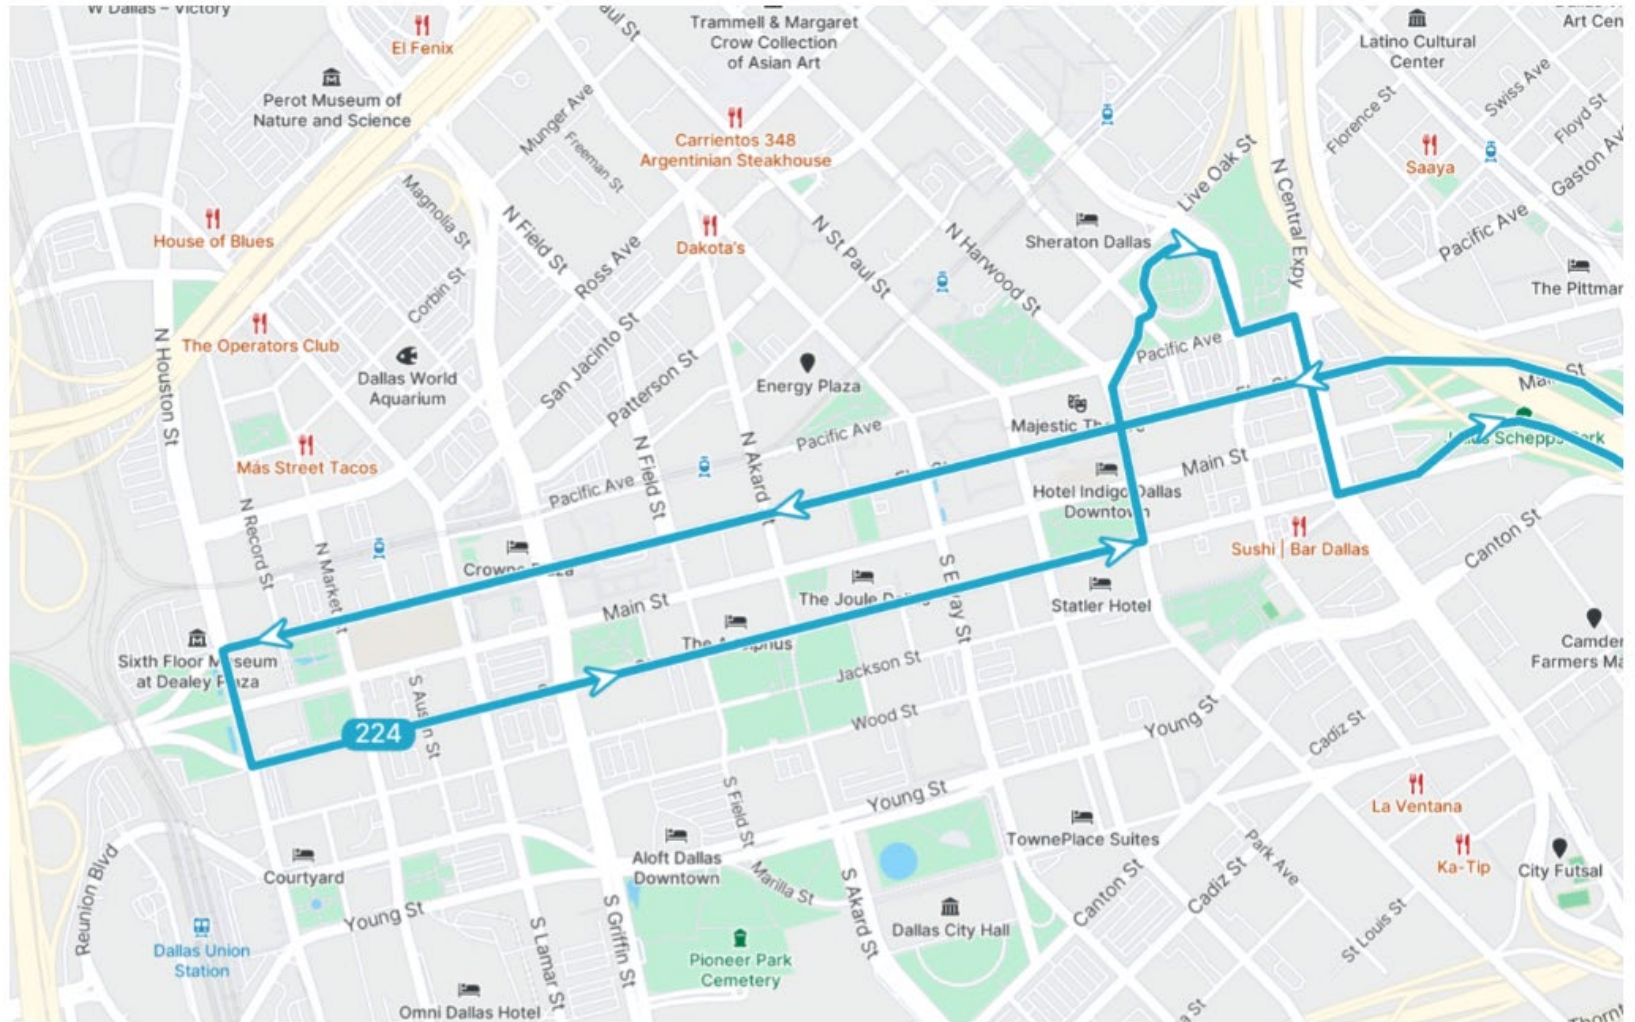 W Dallas – Victory
El Fenix
Perot Museum of
Nature and Science
Trammell & Margaret
Crow Collection
of Asian Art
Latino Cultural
Center
Art Cen
Swiss Ave
Floyd St
Florence St
Gaston Av
Munger Ave
Freeman St
Carrientos 348
Argentinian Steakhouse
Saaya
Live Oak St
N Central Expy
Magnolia St
N Field St
House of Blues
Ross Ave
Dakota's
N St Paul St
N Harwood St
Sheraton Dallas
Pacific Ave
The Pittman
Corbin St
The Operators Club
N Houston St
San Jacinto St
Patterson St
Dallas World
Aquarium
Energy Plaza
Pacific Ave
Main St
Majestic
Pacific Ave
Más Street Tacos
N Field St
N Akard
Pacific Ave
Main St
Schepps Park
Hotel Indigo Dallas
Downtown
N Record St
N Market
Sushi | Bar Dallas
Canton St
Crowne Plaza
Main St
The Joule
S Ervay St
Statler Hotel
Sixth Floor Museum
at Dealey Plaza
The Adolphus
Jackson St
Camden
Farmers Ma
S Austin St
224
Wood St
Young St
Cadiz St
Young St
S Field St
La Ventana
TownePlace Suites
Park Ave
Ka-Tip
City Futsal
Reunion Blvd
Courtyard
Aloft Dallas
Downtown
Marilla St
S Akard St
Canton St
Cadiz St
Young St
S Griffin St
S Lamar St
Dallas City Hall
St Louis St
Dallas Union
Station
Pioneer Park
Cemetery
Omni Dallas Hotel